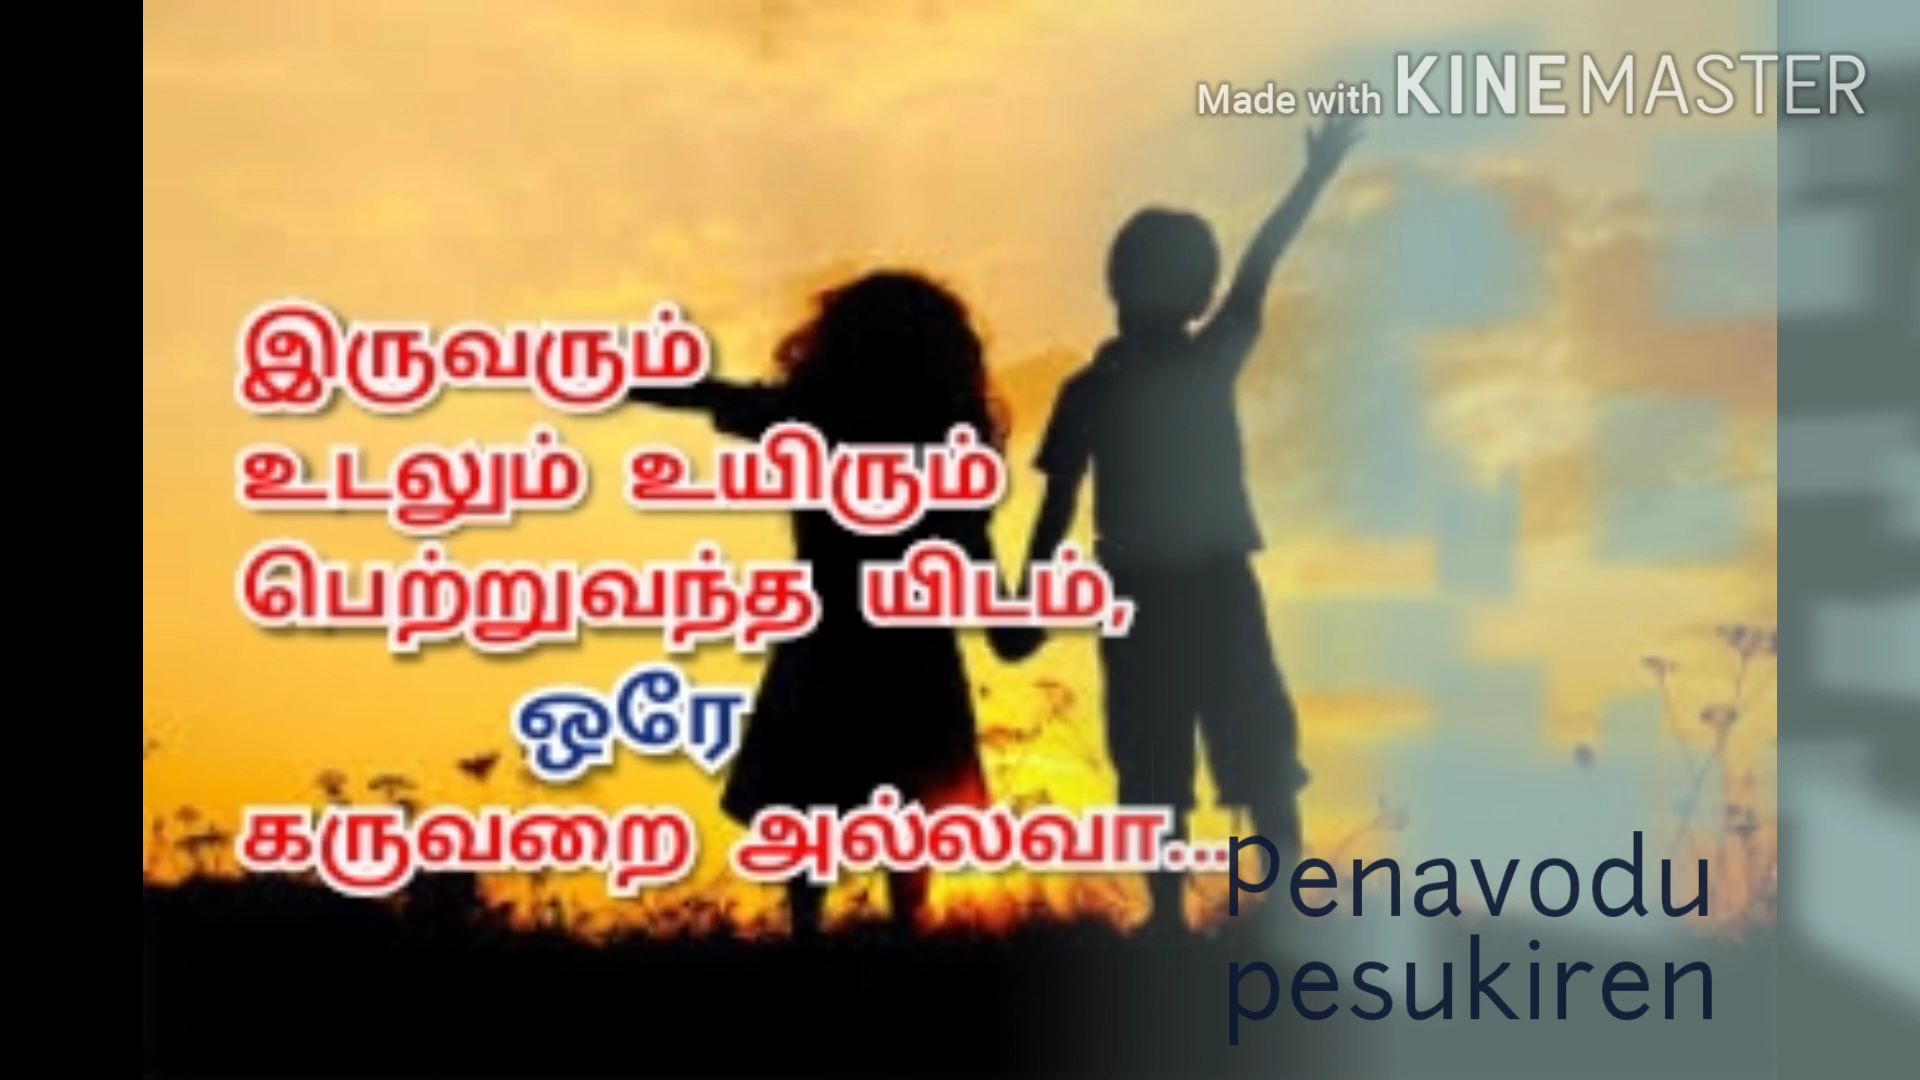 Made with KINEMASTER
இருவரும்
உடலும் உயிரும்
பெற்றுவந்த யிடம்,
ஒரே
கருவறை அல்லவா...
Penavodu
pesukiren